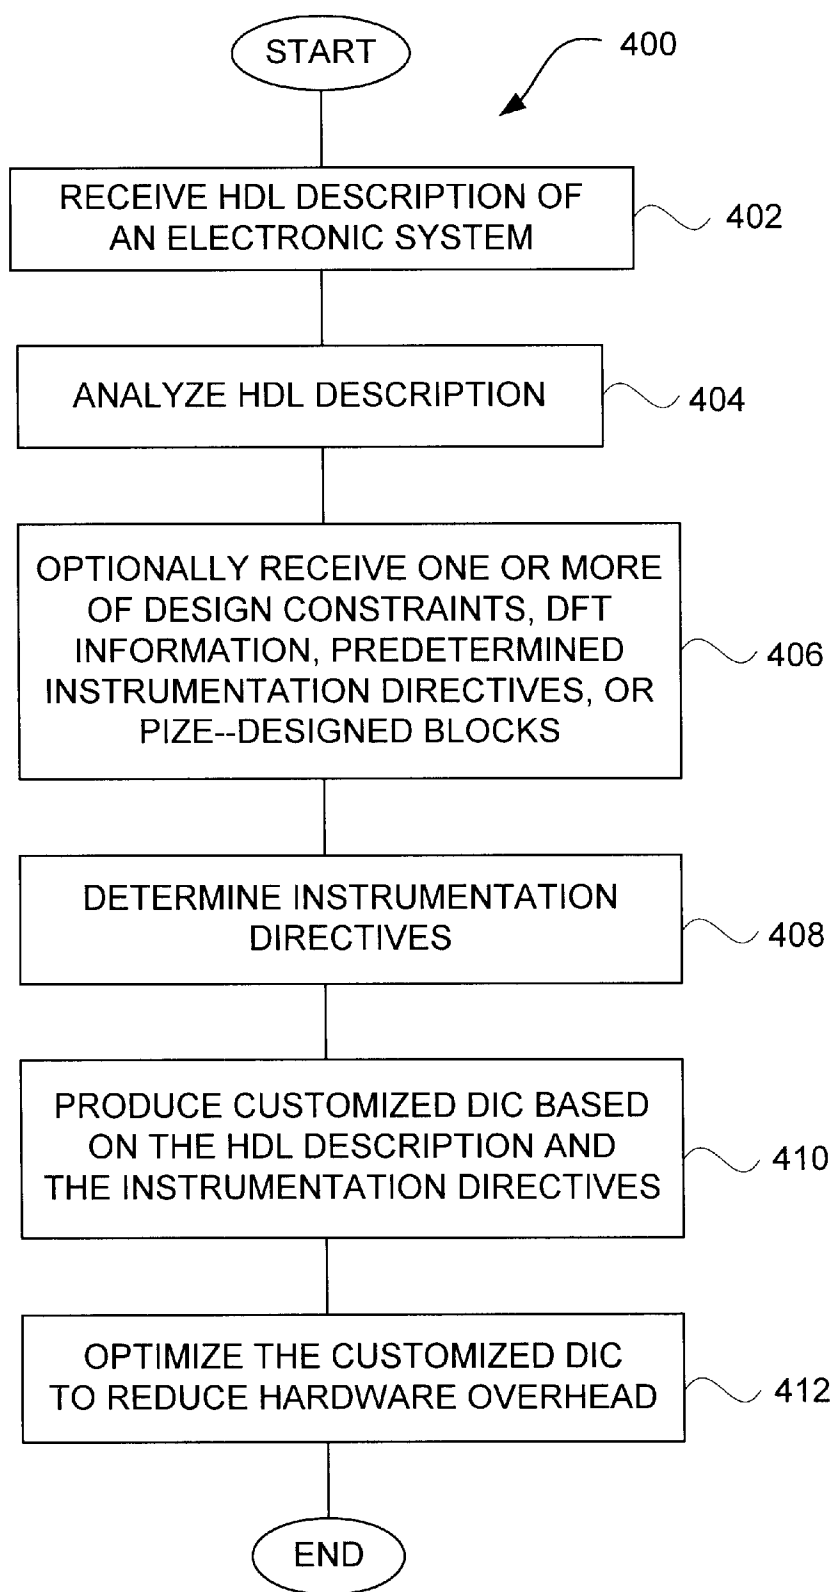 START
400
RECEIVE HDL DESCRIPTION OF
AN ELECTRONIC SYSTEM
402
ANALYZE HDL DESCRIPTION
404
OPTIONALLY RECEIVE ONE OR MORE
OF DESIGN CONSTRAINTS, DFT
INFORMATION, PREDETERMINED
INSTRUMENTATION DIRECTIVES, OR
PIZE--DESIGNED BLOCKS
406
DETERMINE INSTRUMENTATION
DIRECTIVES
408
PRODUCE CUSTOMIZED DIC BASED
ON THE HDL DESCRIPTION AND
THE INSTRUMENTATION DIRECTIVES
410
OPTIMIZE THE CUSTOMIZED DIC
TO REDUCE HARDWARE OVERHEAD
412
END